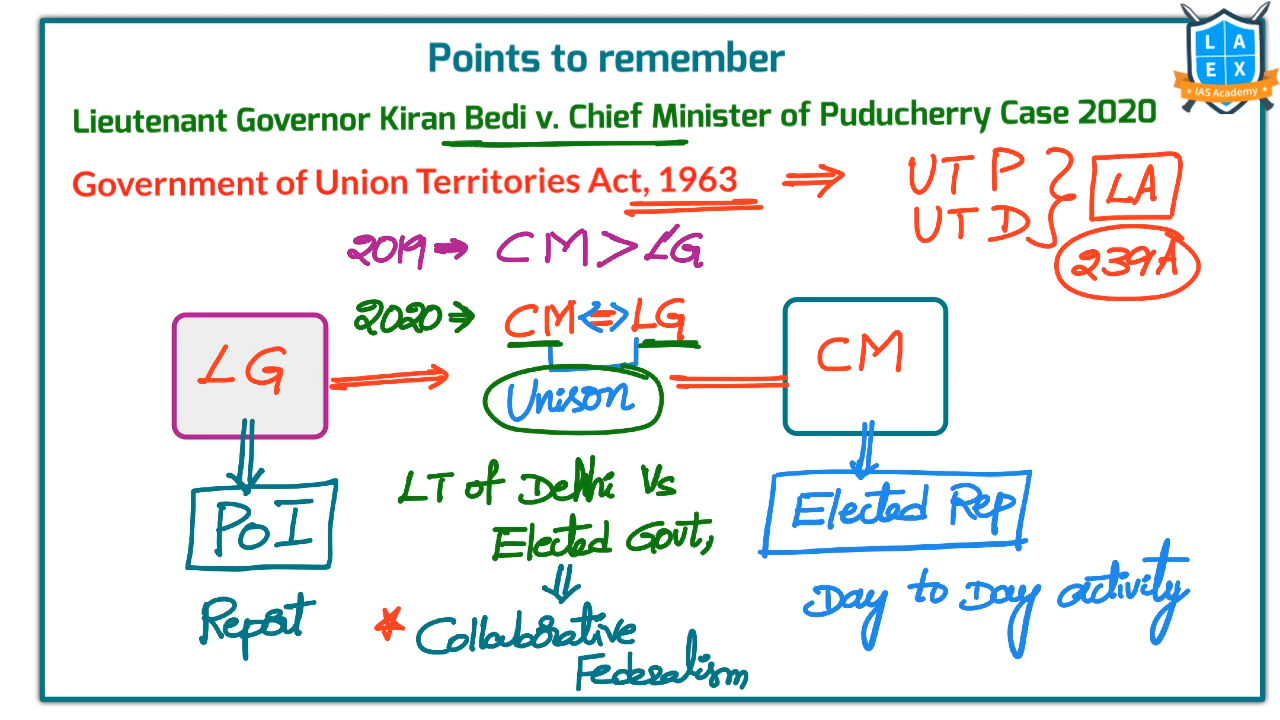 Points to remember
L A
E X
IAS Academy
Lieutenant Governor Kiran Bedi v. Chief Minister of Puducherry Case 2020
Government of Union Territories Act, 1963
UT P
UT D
LA
239A
2019 CM > LG
2020 CM LG
Unison
LG
CM
PoI
Report
LT of Delhi Vs
Elected Govt,
Collaborative
Federalism
Elected Rep
Day to Day activity